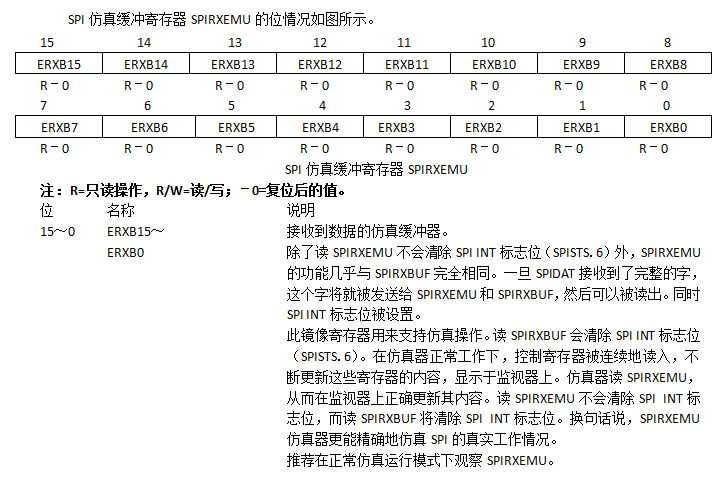 SPI 仿真缓冲寄存器 SPIRXEMU 的位情况如图所示。
15 14 13 12 11 10 9 8
ERXB15 ERXB14 ERXB13 ERXB12 ERXB11 ERXB10 ERXB9 ERXB8
R－0 R－0 R－0 R－0 R－0 R－0 R－0 R－0
7 6 5 4 3 2 1 0
ERXB7 ERXB6 ERXB5 ERXB4 ERXB3 ERXB2 ERXB1 ERXB0
R－0 R－0 R－0 R－0 R－0 R－0 R－0 R－0
SPI 仿真缓冲寄存器 SPIRXEMU
注：R=只读操作，R/W=读/写；－0=复位后的值。
位 名称 说明
15～0 ERXB15～ 接收到数据的仿真缓冲器。
ERXB0 除了读 SPIRXEMU 不会清除 SPI INT 标志位（SPISTS.6）外，SPIRXEMU
的功能几乎与 SPIRXBUF 完全相同。一旦 SPIDAT 接收到了完整的字，
这个字将就被发送给 SPIRXEMU 和 SPIRXBUF，然后可以被读出。同时
SPI INT 标志位被设置。
此镜像寄存器用来支持仿真操作。读 SPIRXBUF 会清除 SPI INT 标志位
（SPISTS.6）。在仿真器正常工作下，控制寄存器被连续地读入，不
断更新这些寄存器的内容，显示于监视器上。仿真器读 SPIRXEMU，
从而在监视器上正确更新其内容。读 SPIRXEMU 不会清除 SPI INT 标
志位，而读 SPIRXBUF 将清除 SPI INT 标志位。换句话说，SPIRXEMU
仿真器更能精确地仿真 SPI 的真实工作情况。
推荐在正常仿真运行模式下观察 SPIRXEMU。